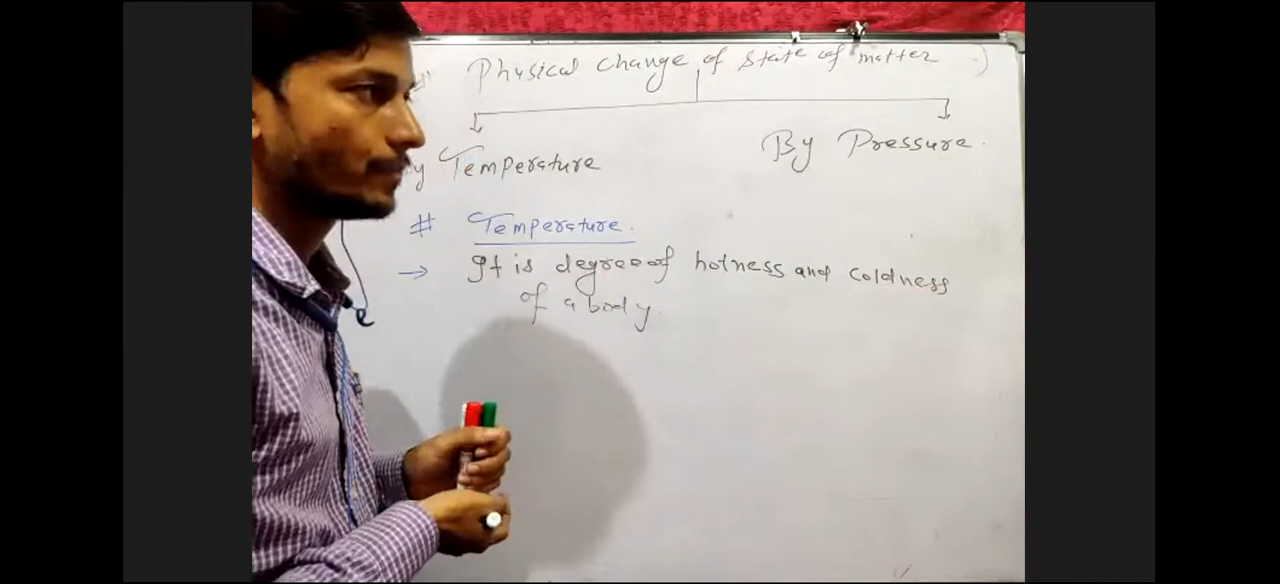 Physical change of state of matter
By Pressure.
Temperature
# Temperature.
→ It is degree of hotness and coldness
of a body.